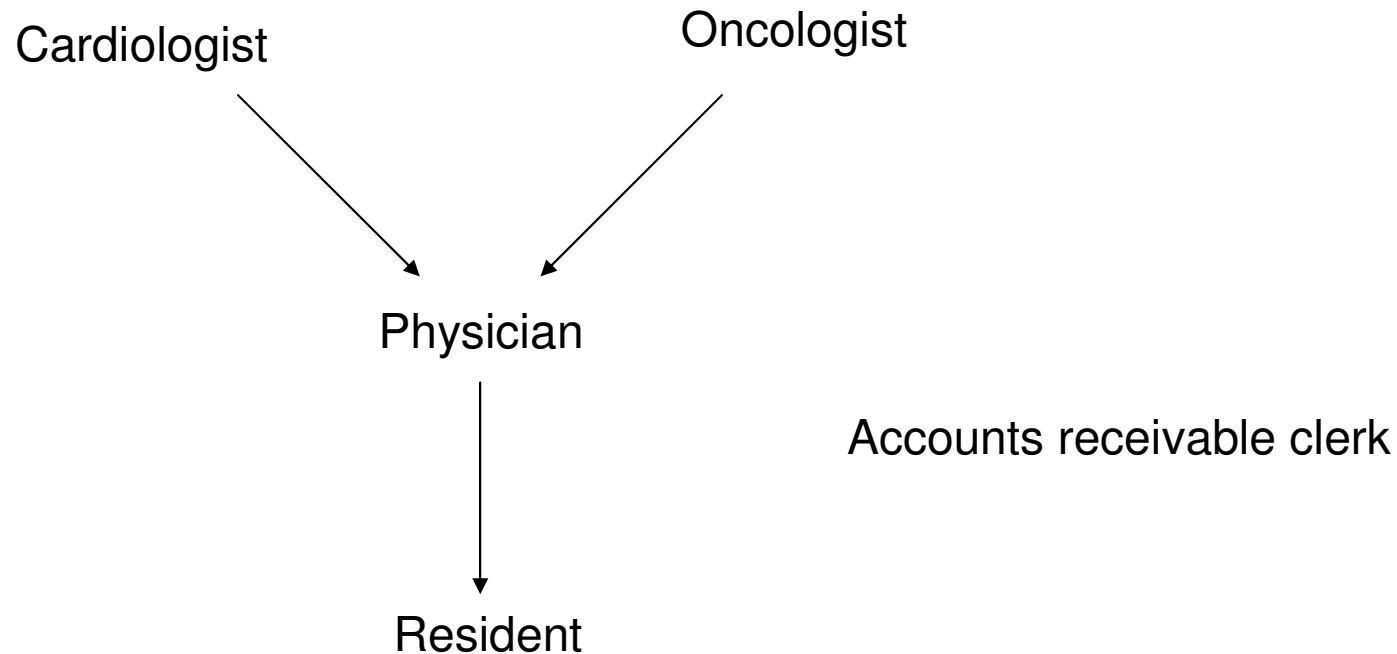 Cardiologist
Oncologist
Physician
Accounts receivable clerk
Resident